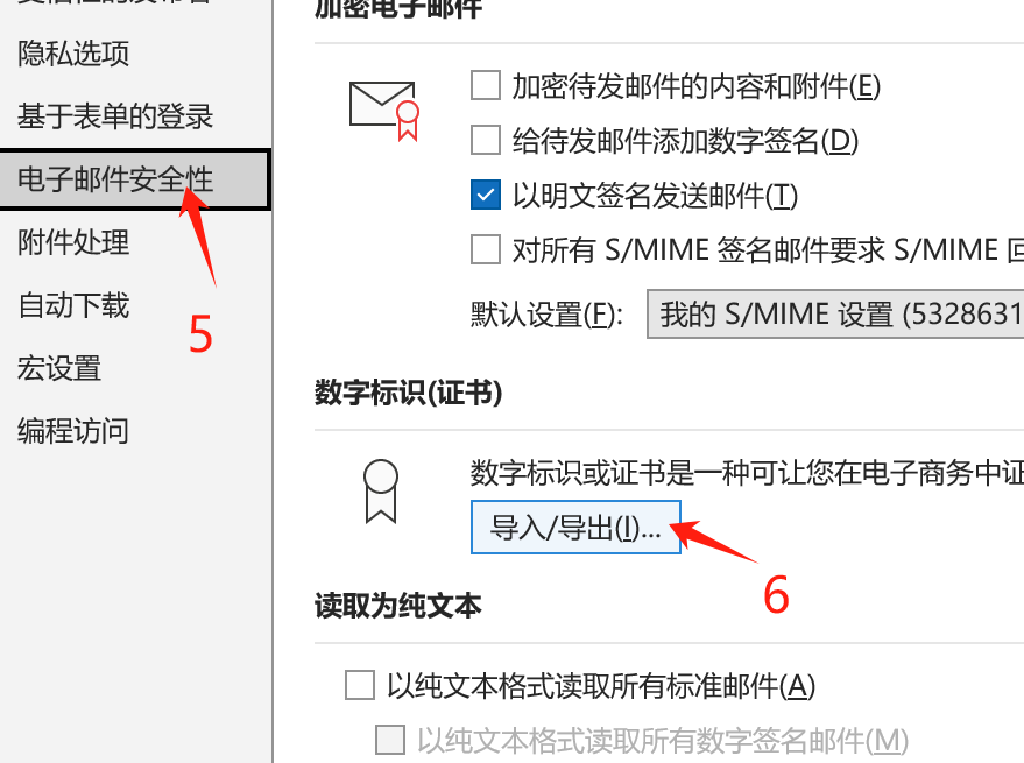 加密电子邮件
隐私选项
基于表单的登录
电子邮件安全性
附件处理
自动下载
宏设置
编程访问
5
加密待发邮件的内容和附件(E)
给待发邮件添加数字签名(D)
以明文签名发送邮件(T)
对所有 S/MIME 签名邮件要求 S/MIME 回
默认设置(F):
我的 S/MIME 设置 (5328631
数字标识(证书)
数字标识或证书是一种可让您在电子商务中证
导入/导出(I)...
6
读取为纯文本
以纯文本格式读取所有标准邮件(A)
以纯文本格式读取所有数字签名邮件(M)